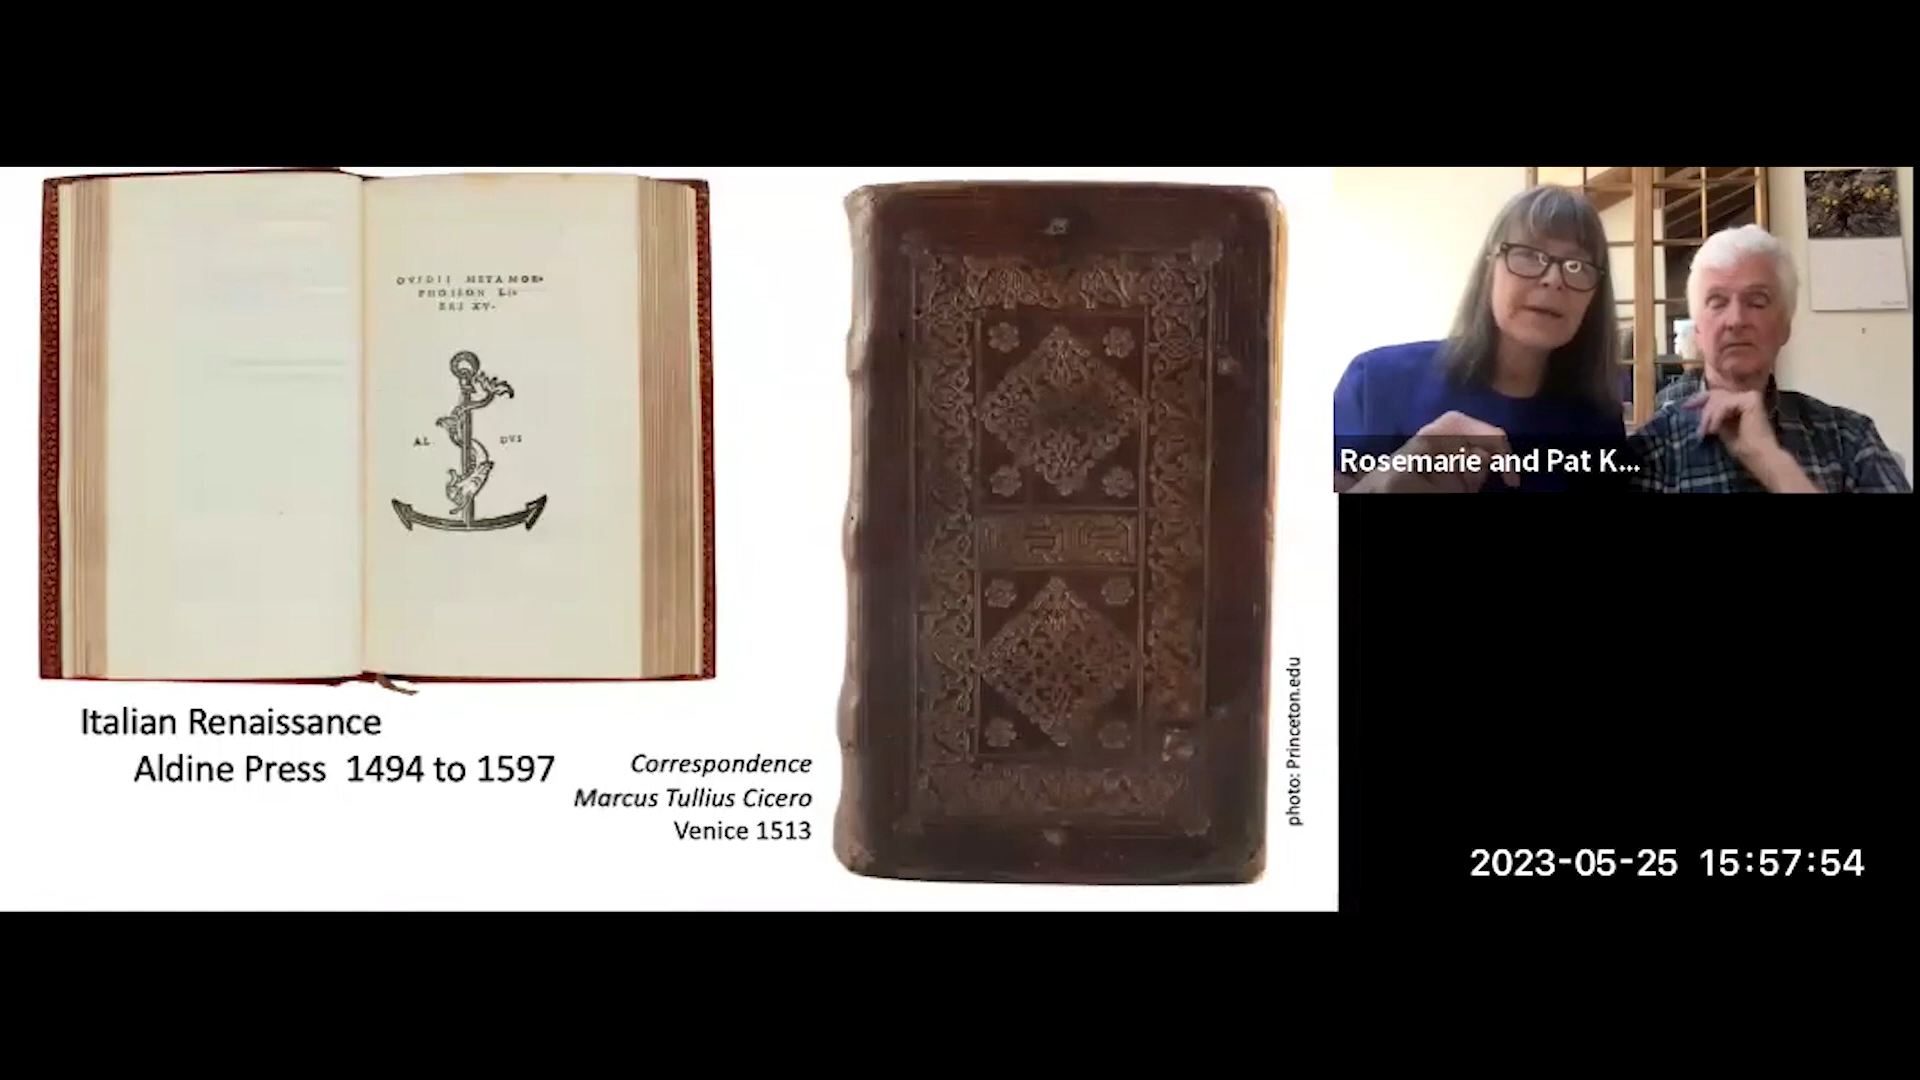 OVIDII METAMOR-
PHOSEON LI-
BRI XV.
AL DVS
Italian Renaissance
Aldine Press 1494 to 1597
Correspondence
Marcus Tullius Cicero
Venice 1513
photo: Princeton.edu
Rosemarie and Pat K...
2023-05-25 15:57:54